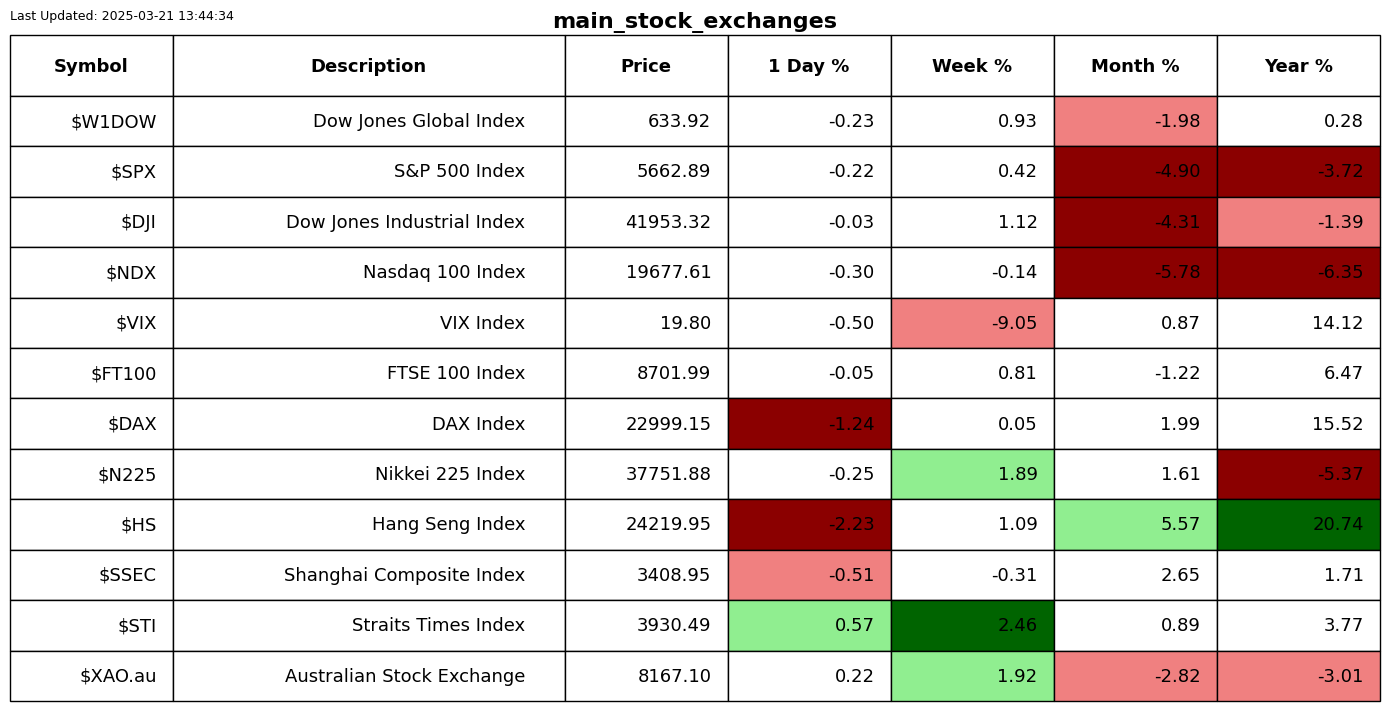 Last Updated: 2025-03-21 13:44:34
main_stock_exchanges
Symbol Description Price 1 Day % Week % Month % Year %
$W1DOW Dow Jones Global Index 633.92 -0.23 0.93 -1.98 0.28
$SPX S&P 500 Index 5662.89 -0.22 0.42 -4.90 -3.72
$DJI Dow Jones Industrial Index 41953.32 -0.03 1.12 -4.31 -1.39
$NDX Nasdaq 100 Index 19677.61 -0.30 -0.14 -5.78 -6.35
$VIX VIX Index 19.80 -0.50 -9.05 0.87 14.12
$FT100 FTSE 100 Index 8701.99 -0.05 0.81 -1.22 6.47
$DAX DAX Index 22999.15 -1.24 0.05 1.99 15.52
$N225 Nikkei 225 Index 37751.88 -0.25 1.89 1.61 -5.37
$HS Hang Seng Index 24219.95 -2.23 1.09 5.57 20.74
$SSEC Shanghai Composite Index 3408.95 -0.51 -0.31 2.65 1.71
$STI Straits Times Index 3930.49 0.57 2.46 0.89 3.77
$XAO.au Australian Stock Exchange 8167.10 0.22 1.92 -2.82 -3.01